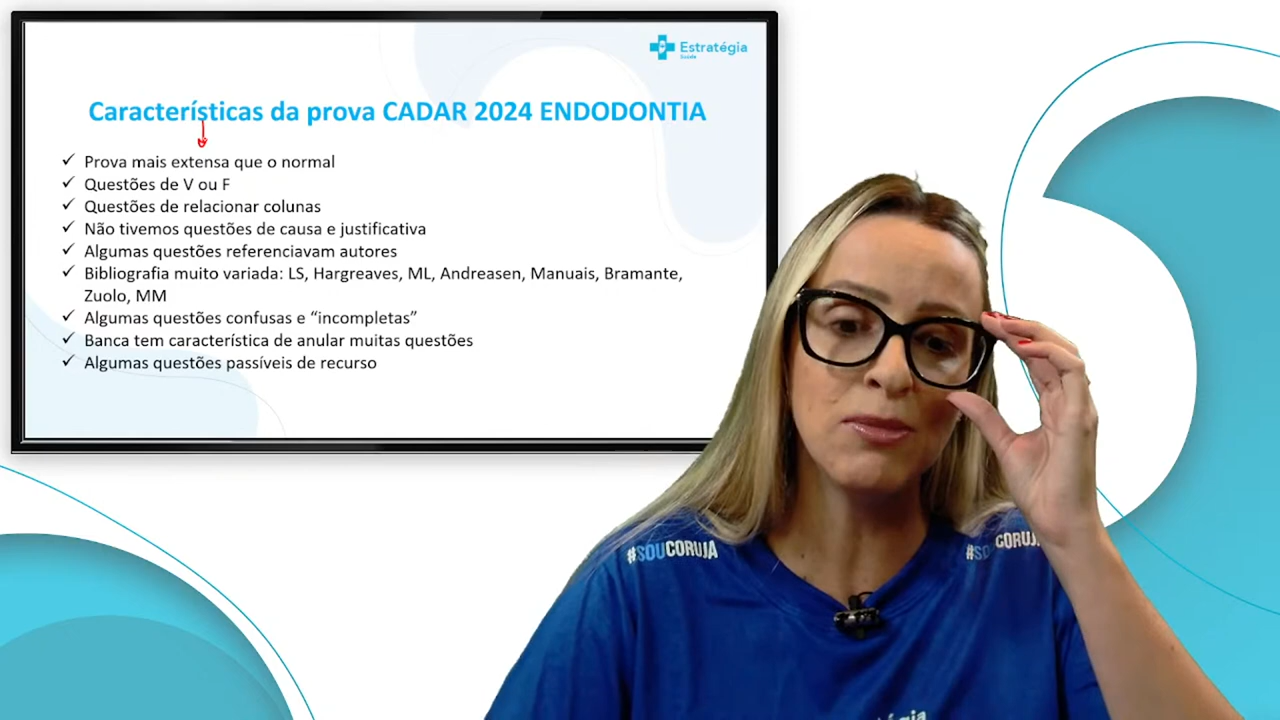 Estratégia
Saúde
Características da prova CADAR 2024 ENDODONTIA
✓ Prova mais extensa que o normal
✓ Questões de V ou F
✓ Questões de relacionar colunas
✓ Não tivemos questões de causa e justificativa
✓ Algumas questões referenciavam autores
✓ Bibliografia muito variada: LS, Hargreaves, ML, Andreasen, Manuais, Bramante,
Zuolo, MM
✓ Algumas questões confusas e “incompletas”
✓ Banca tem característica de anular muitas questões
✓ Algumas questões passíveis de recurso
#SOUCORUJA